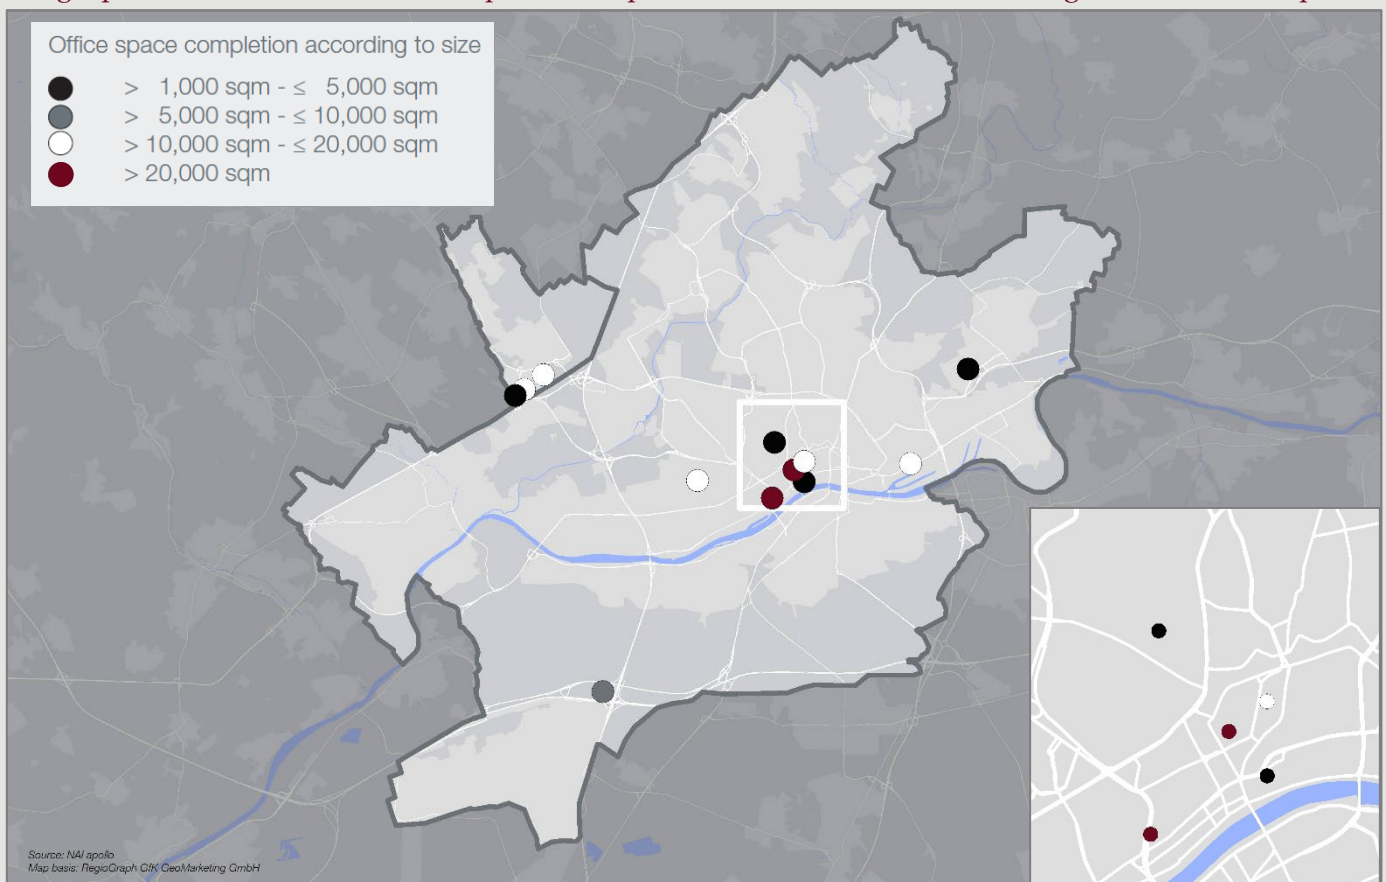 Office space completion according to size
> 1,000 sqm - ≤ 5,000 sqm
> 5,000 sqm - ≤ 10,000 sqm
> 10,000 sqm - ≤ 20,000 sqm
> 20,000 sqm
Source: NAI apollo
Map basis: RegioGraph GfK GeoMarketing GmbH